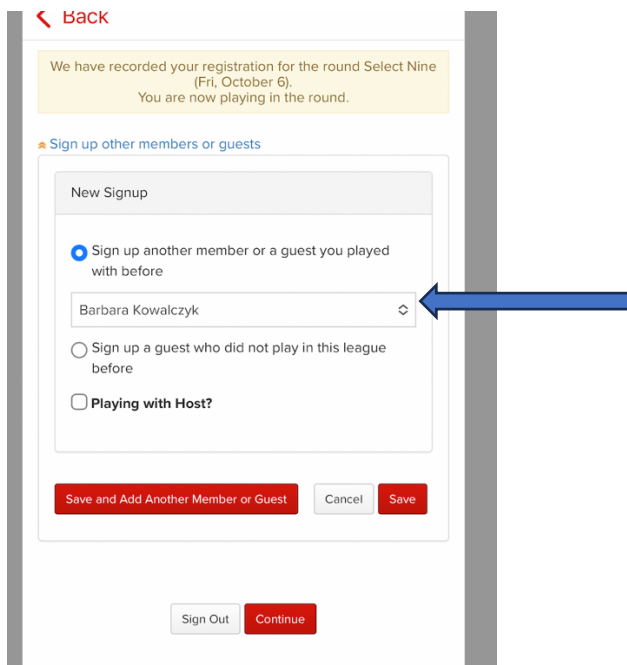 Back
We have recorded your registration for the round Select Nine
(Fri, October 6).
You are now playing in the round.
Sign up other members or guests
New Signup
Sign up another member or a guest you played
with before
Barbara Kowalczyk
Sign up a guest who did not play in this league
before
Playing with Host?
Save and Add Another Member or Guest Cancel Save
Sign Out Continue